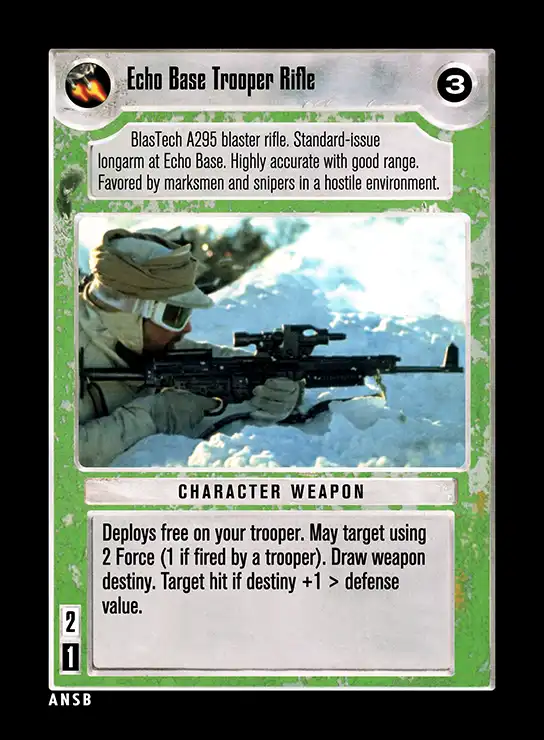 Echo Base Trooper Rifle
3
BlasTech A295 blaster rifle. Standard-issue
longarm at Echo Base. Highly accurate with good range.
Favored by marksmen and snipers in a hostile environment.
CHARACTER WEAPON
Deploys free on your trooper. May target using
2 Force (1 if fired by a trooper). Draw weapon
destiny. Target hit if destiny +1 > defense
value.
2
1
ANSB